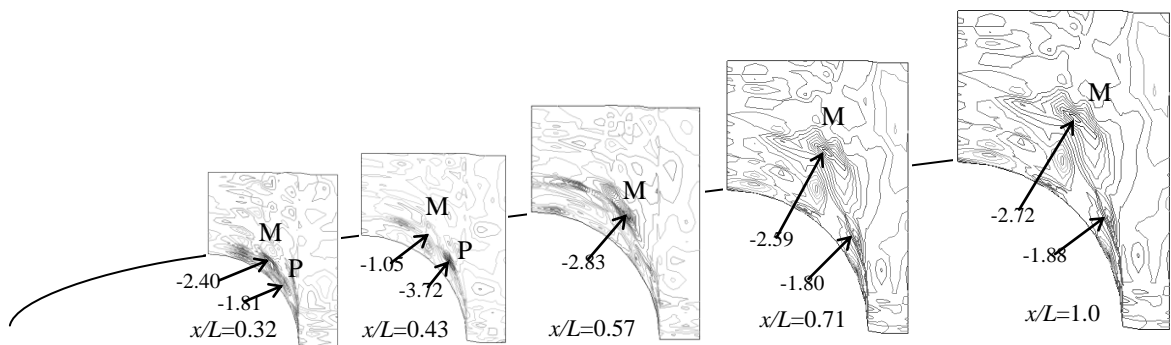 M
P
-2.40
-1.81
x/L=0.32
M
P
-1.05
-3.72
x/L=0.43
M
-2.83
x/L=0.57
M
-2.59
-1.80
x/L=0.71
M
-2.72
-1.88
x/L=1.0